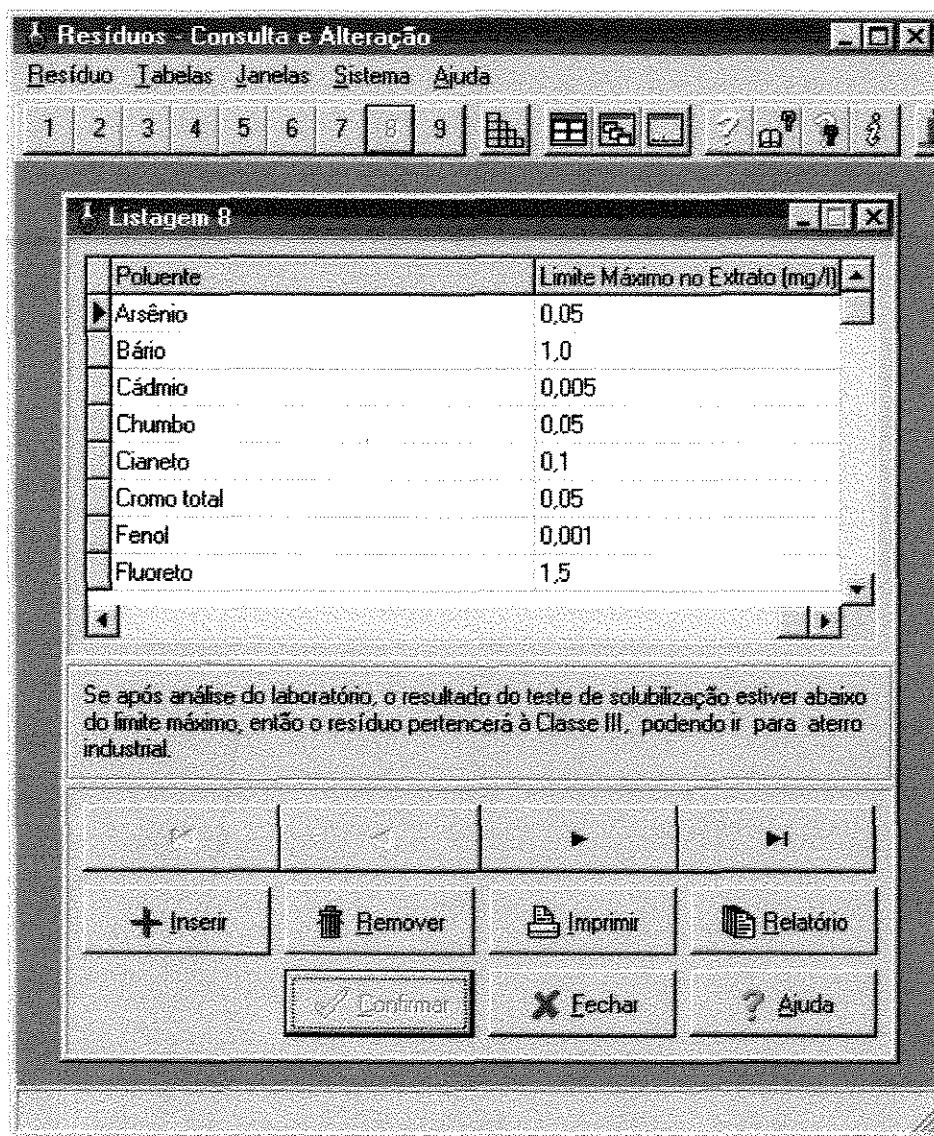 Resíduos - Consulta e Alteração
Resíduo Tabelas Janelas Sistema Ajuda
1 2 3 4 5 6 7 8 9
Listagem 8
Poluente Limite Máximo no Extrato (mg/l)
Arsênio 0,05
Bário 1,0
Cádmio 0,005
Chumbo 0,05
Cianeto 0,1
Cromo total 0,05
Fenol 0,001
Fluoreto 1,5
Se após análise do laboratório, o resultado do teste de solubilização estiver abaixo
do limite máximo, então o resíduo pertencerá à Classe III, podendo ir para aterro
industrial.
Inserir Remover Imprimir Relatório
Confirmar Fechar Ajuda